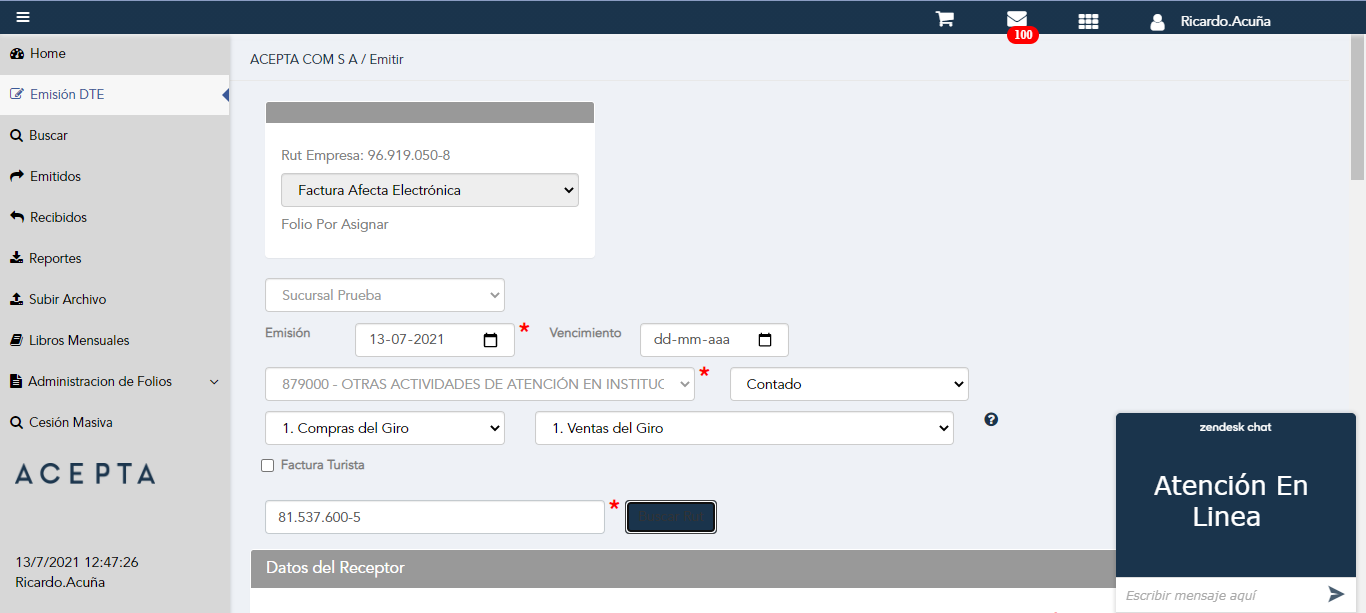 100
Ricardo.Acuña
Home
ACEPTA COM S A / Emitir
Emisión DTE
Buscar
Emitidos
Recibidos
Reportes
Subir Archivo
Libros Mensuales
Administracion de Folios
Cesión Masiva
ACEPTA
13/7/2021 12:47:26
Ricardo.Acuña
Rut Empresa: 96.919.050-8
Factura Afecta Electrónica
Folio Por Asignar
Sucursal Prueba
Emisión 13-07-2021 * Vencimiento dd-mm-aaa
879000 - OTRAS ACTIVIDADES DE ATENCIÓN EN INSTITUC * Contado
1. Compras del Giro 1. Ventas del Giro
Factura Turista
81.537.600-5 *
Datos del Receptor
zendesk chat
Atención En
Linea
Escribir mensaje aquí